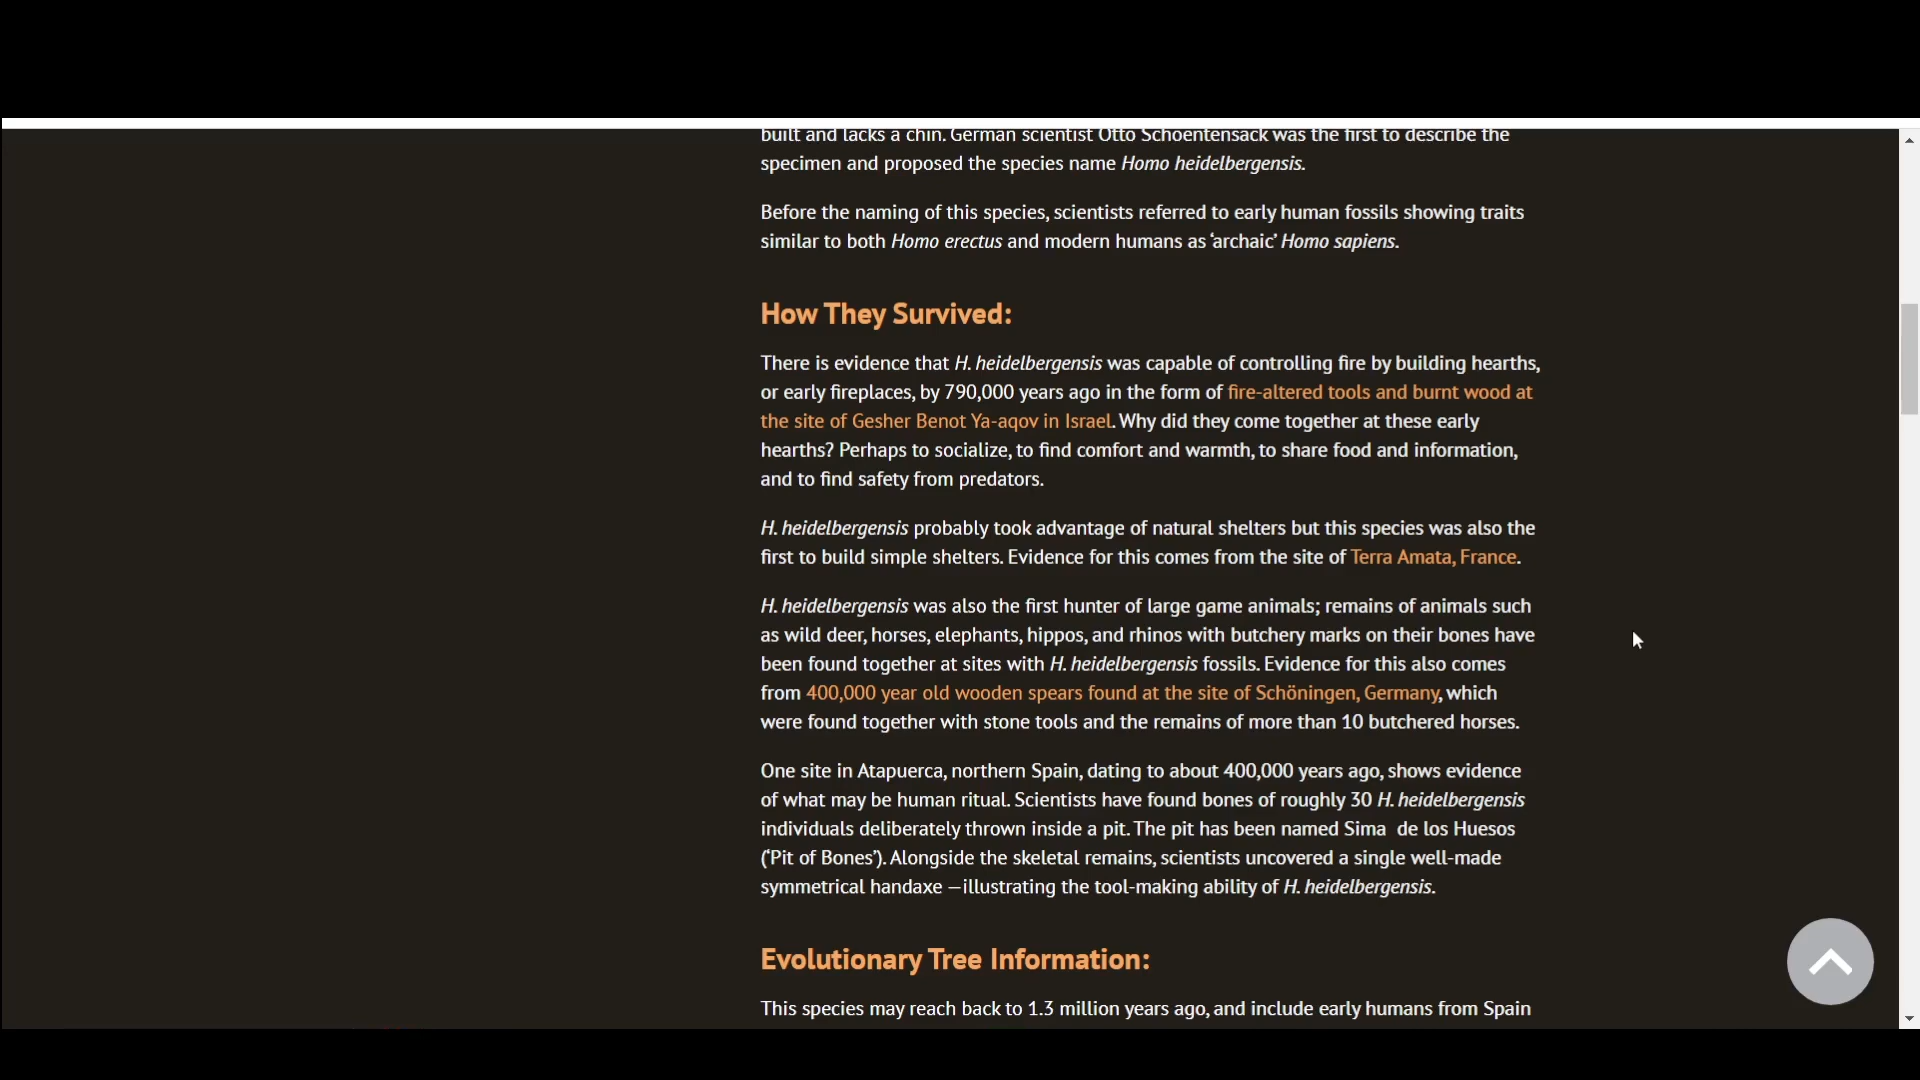 built and lacks a chin. German scientist Otto Schoentensack was the first to describe the
specimen and proposed the species name Homo heidelbergensis.
Before the naming of this species, scientists referred to early human fossils showing traits
similar to both Homo erectus and modern humans as ‘archaic’ Homo sapiens.
How They Survived:
There is evidence that H. heidelbergensis was capable of controlling fire by building hearths,
or early fireplaces, by 790,000 years ago in the form of fire-altered tools and burnt wood at
the site of Gesher Benot Ya-aqov in Israel. Why did they come together at these early
hearths? Perhaps to socialize, to find comfort and warmth, to share food and information,
and to find safety from predators.
H. heidelbergensis probably took advantage of natural shelters but this species was also the
first to build simple shelters. Evidence for this comes from the site of Terra Amata, France.
H. heidelbergensis was also the first hunter of large game animals; remains of animals such
as wild deer, horses, elephants, hippos, and rhinos with butchery marks on their bones have
been found together at sites with H. heidelbergensis fossils. Evidence for this also comes
from 400,000 year old wooden spears found at the site of Schöningen, Germany, which
were found together with stone tools and the remains of more than 10 butchered horses.
One site in Atapuerca, northern Spain, dating to about 400,000 years ago, shows evidence
of what may be human ritual. Scientists have found bones of roughly 30 H. heidelbergensis
individuals deliberately thrown inside a pit. The pit has been named Sima  de los Huesos
(‘Pit of Bones’). Alongside the skeletal remains, scientists uncovered a single well-made
symmetrical handaxe —illustrating the tool-making ability of H. heidelbergensis.
Evolutionary Tree Information:
This species may reach back to 1.3 million years ago, and include early humans from Spain